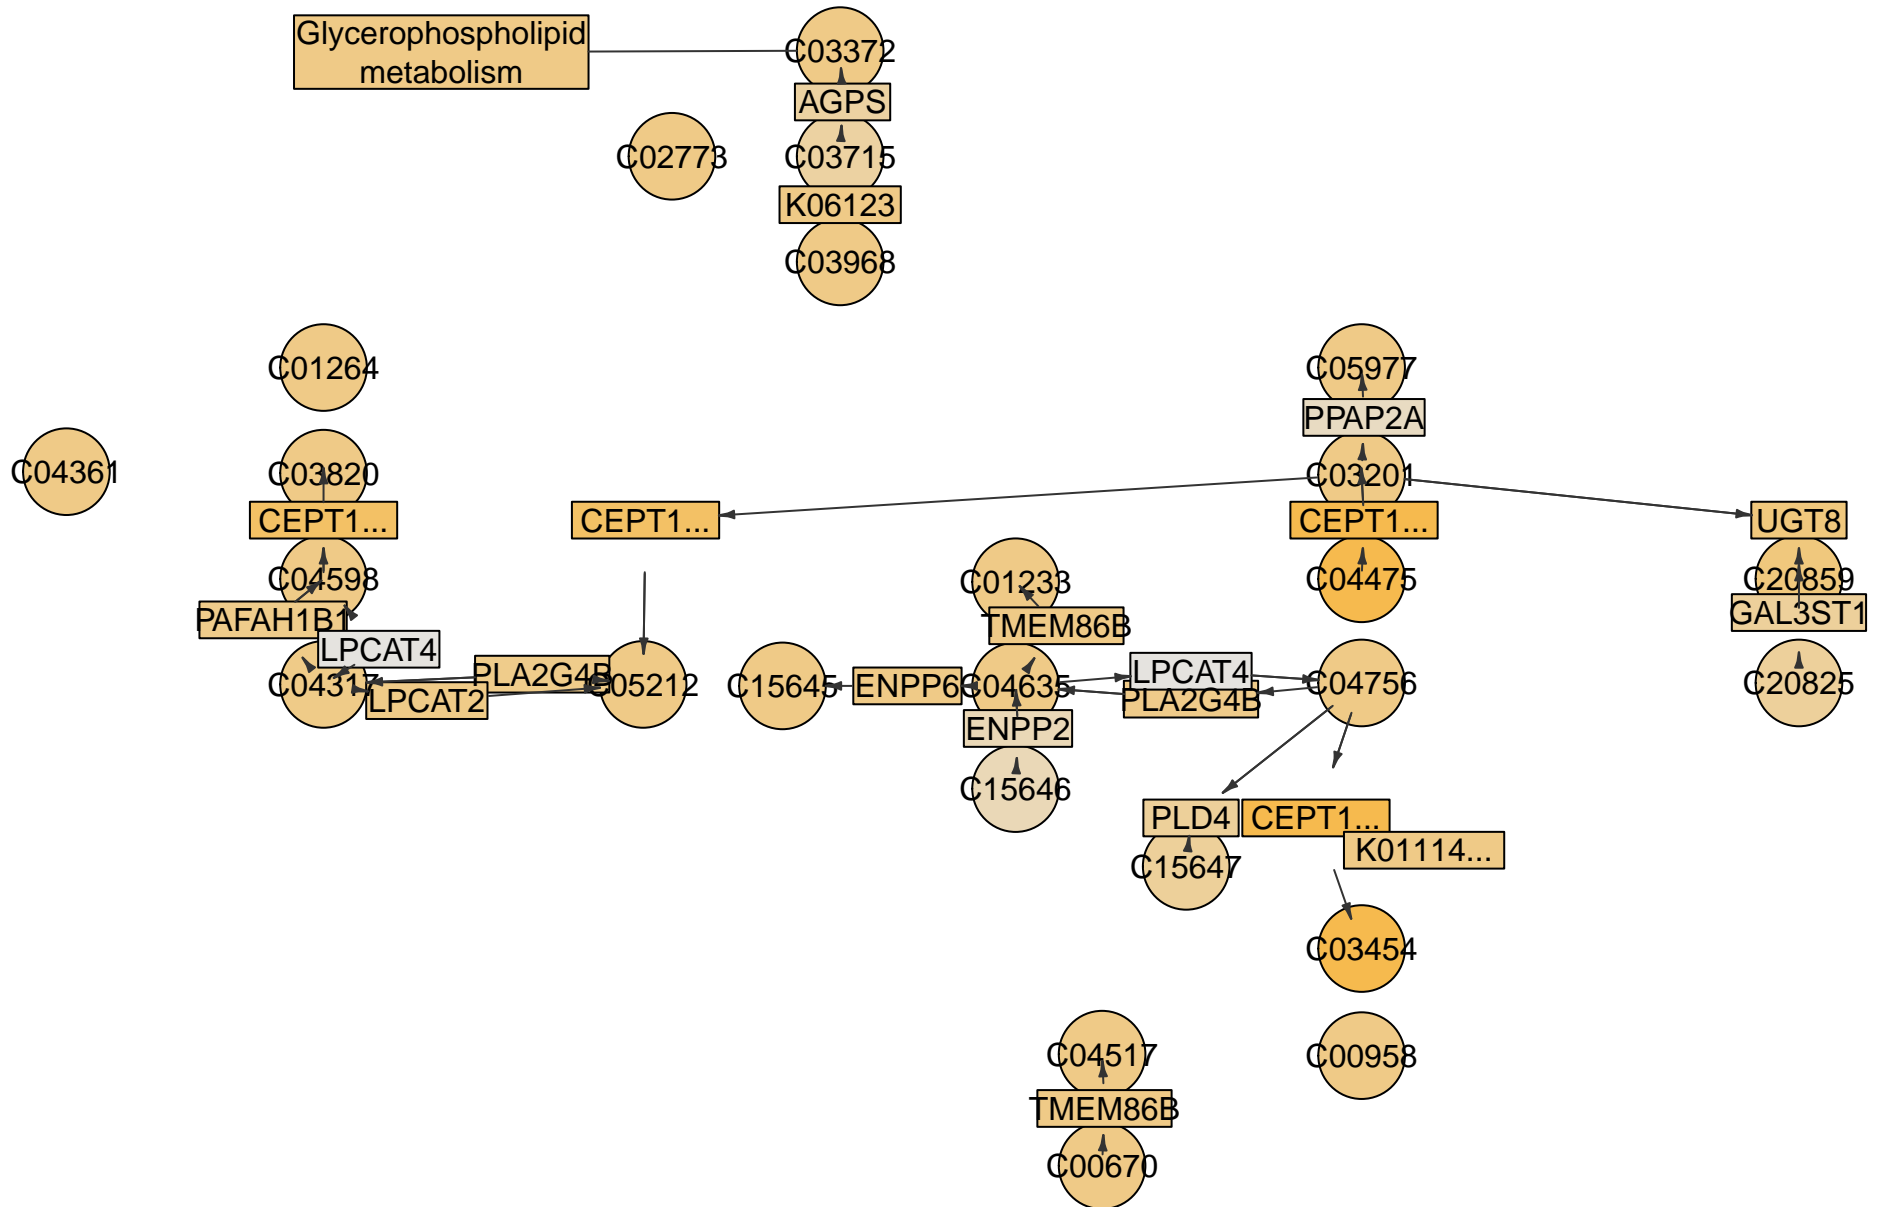 Glycerophospholipid
metabolism
C03372
AGPS
C02773
C03715
K06123
C03968
C01264
C05977
PPAP2A
C04361
C03820
C03201
CEPT1...
CEPT1...
CEPT1...
UGT8
C04598
C01233
C04475
C20859
PAFAH1B1
TMEM86B
GAL3ST1
LPCAT4
C04317
PLA2G4B
LPCAT2
C05212
C15645
ENPP6
C04635
LPCAT4
PLA2G4B
C04756
C20825
ENPP2
C15646
PLD4
CEPT1...
K01114...
C15647
C03454
C04517
C00958
TMEM86B
C00670